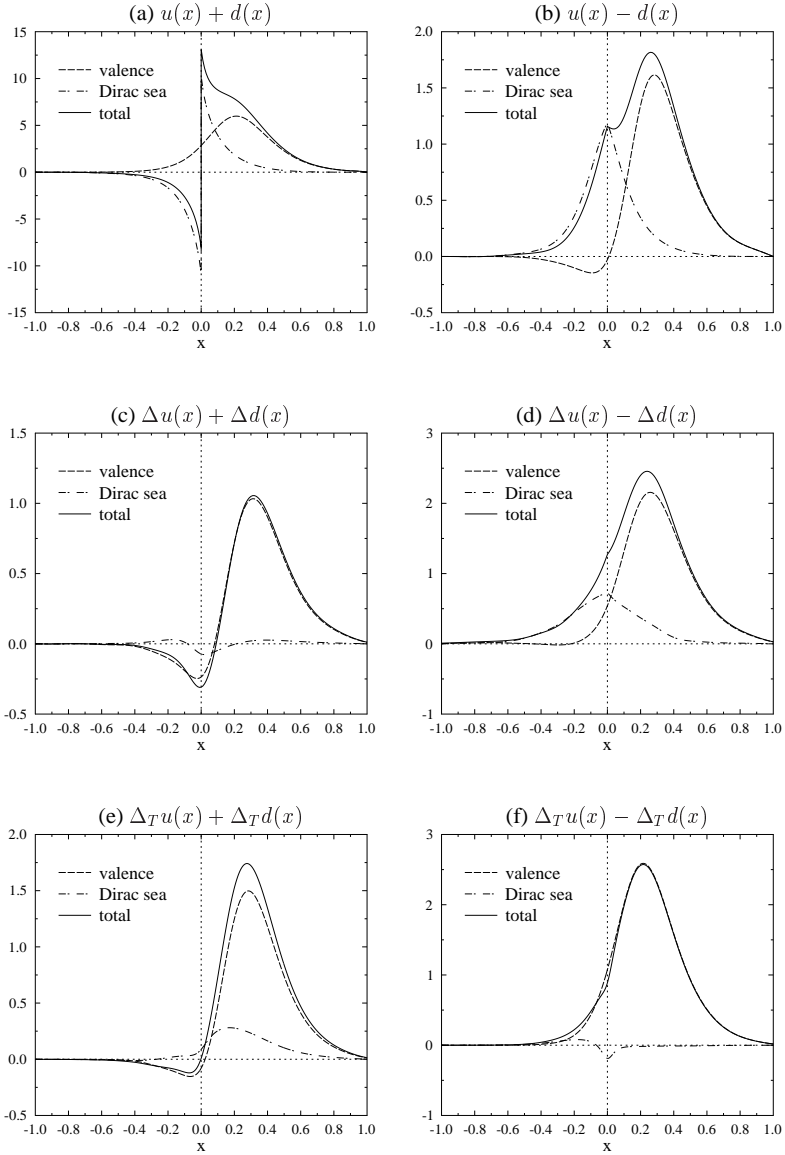 (a) u(x) + d(x)
15
10
5
0
-5
-10
15
valence
Dirac sea
total
-1.0 -0.8 -0.6 -0.4 -0.2 0.0 0.2 0.4 0.6 0.8 1.0
x
(b) u(x) − d(x)
2.0
1.5
1.0
0.5
0.0
-0.5
valence
Dirac sea
total
-1.0 -0.8 -0.6 -0.4 -0.2 0.0 0.2 0.4 0.6 0.8 1.0
x
(c) Δu(x) + Δd(x)
1.5
1.0
0.5
0.0
-0.5
valence
Dirac sea
total
-1.0 -0.8 -0.6 -0.4 -0.2 0.0 0.2 0.4 0.6 0.8 1.0
x
(d) Δu(x) − Δd(x)
3
2
1
0
-1
valence
Dirac sea
total
-1.0 -0.8 -0.6 -0.4 -0.2 0.0 0.2 0.4 0.6 0.8 1.0
x
(e) Δ_T u(x) + Δ_T d(x)
2.0
1.5
1.0
0.5
0.0
-0.5
valence
Dirac sea
total
-1.0 -0.8 -0.6 -0.4 -0.2 0.0 0.2 0.4 0.6 0.8 1.0
x
(f) Δ_T u(x) − Δ_T d(x)
3
2
1
0
-1
valence
Dirac sea
total
-1.0 -0.8 -0.6 -0.4 -0.2 0.0 0.2 0.4 0.6 0.8 1.0
x